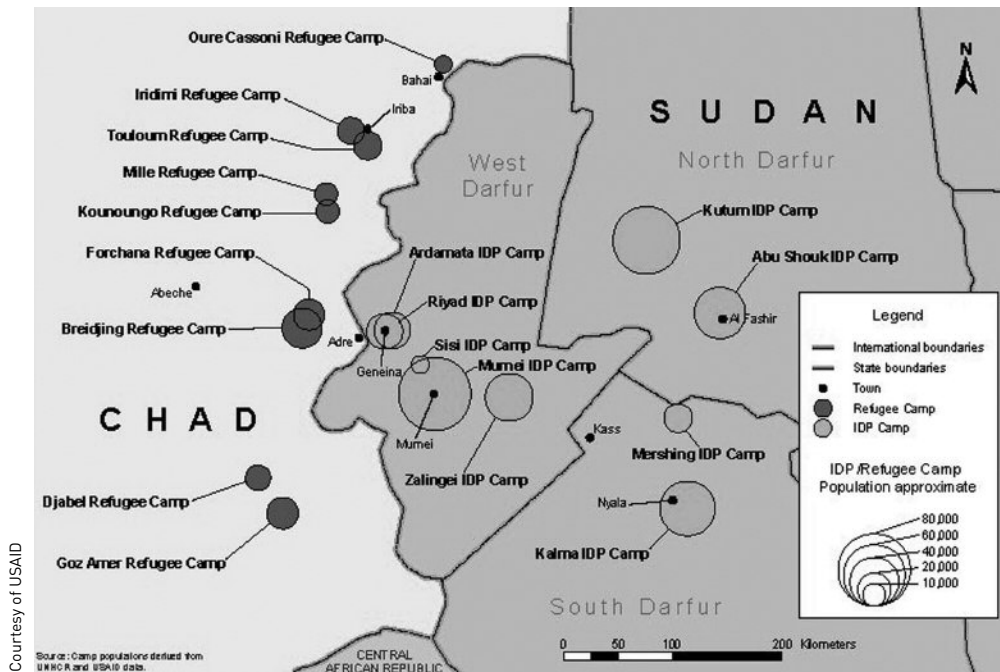 Oure Cassoni Refugee Camp
Bahai
Iridimi Refugee Camp
Iriba
Touloum Refugee Camp
Mille Refugee Camp
Kounoungo Refugee Camp
Forchana Refugee Camp
Abeche
Breidjing Refugee Camp
Adre
CHAD
Djabel Refugee Camp
Goz Amer Refugee Camp
West
Darfur
Ardamata IDP Camp
Riyad IDP Camp
Geneina
Sisi IDP Camp
Mumei IDP Camp
Mumei
Zalingei IDP Camp
SUDAN
North Darfur
Kutum IDP Camp
Abu Shouk IDP Camp
Al Fashir
Kass
Mershing IDP Camp
Nyala
Kalma IDP Camp
South Darfur
CENTRAL
AFRICAN REPUBLIC
N
Legend
International boundaries
State boundaries
Town
Refugee Camp
IDP Camp
IDP/Refugee Camp
Population approximate
80,000
60,000
40,000
20,000
10,000
0 50 100 200 Kilometers
Source: Camp populations derived from
UNHCR and USAID data.
Courtesy of USAID